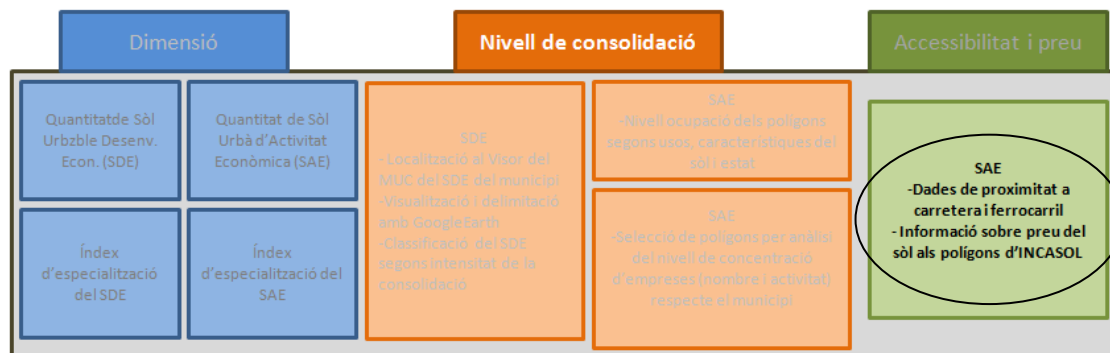 Dimensió
Nivell de consolidació
Accessibilitat i preu
Quantitatde Sòl
Urbzble Desenv.
Econ. (SDE)
Quantitat de Sòl
Urbà d'Activitat
Econòmica (SAE)
Índex
d'especialització
del SDE
Índex
d'especialització del
SAE
SDE
- Localització al Visor del
MUC del SDE del municipi
-Visualització i delimitació
amb GoogleEarth
-Classificació del SDE
segons intensitat de la
consolidació
SAE
-Nivell ocupació dels polígons
segons usos, característiques del
sòl i estat
SAE
-Selecció de polígons per anàlisi
del nivell de concentració
d'empreses (nombre i activitat)
respecte el municipi
SAE
-Dades de proximitat a
carretera i ferrocarril
- Informació sobre preu del
sòl als polígons d'INCASOL